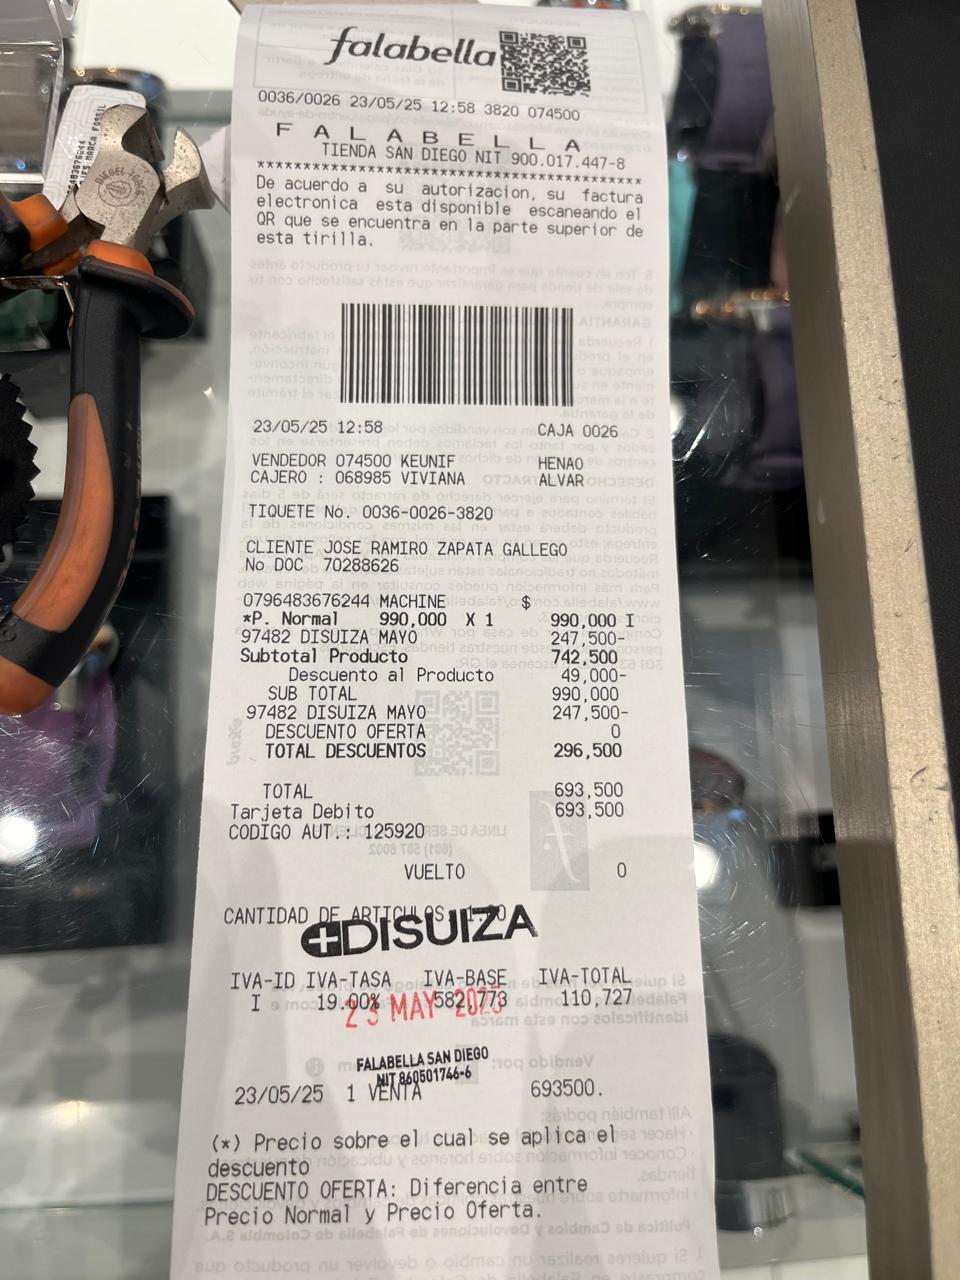 falabella
0036/0026 23/05/25 12:58 3820 074500
F A L A B E L L A
TIENDA SAN DIEGO NIT 900.017.447-8
****************************************
De acuerdo a su autorizacion, su factura
electronica esta disponible escaneando el
QR que se encuentra en la parte superior de
esta tirilla.
23/05/25 12:58 CAJA 0026
VENDEDOR 074500 KEUNIF HENAO
CAJERO : 068985 VIVIANA ALVAR
TIQUETE No. 0036-0026-3820
CLIENTE JOSE RAMIRO ZAPATA GALLEGO
No DOC 70288626
0796483676244 MACHINE $
*P. Normal 990,000 X 1 990,000 I
97482 DISUIZA MAYO 247,500-
Subtotal Producto 742,500
Descuento al Producto 49,000-
SUB TOTAL 990,000
97482 DISUIZA MAYO 247,500-
DESCUENTO OFERTA 0
TOTAL DESCUENTOS 296,500
TOTAL 693,500
Tarjeta Debito 693,500
CODIGO AUT.: 125920
VUELTO 0
CANTIDAD DE ARTICULOS
DISUIZA
IVA-ID IVA-TASA IVA-BASE IVA-TOTAL
I 19.00% 582,773 110,727
23 MAY 2025
FALABELLA SAN DIEGO
NIT 860501746-6
23/05/25 1 VENTA 693500.
(*) Precio sobre el cual se aplica el
descuento
DESCUENTO OFERTA: Diferencia entre
Precio Normal y Precio Oferta.